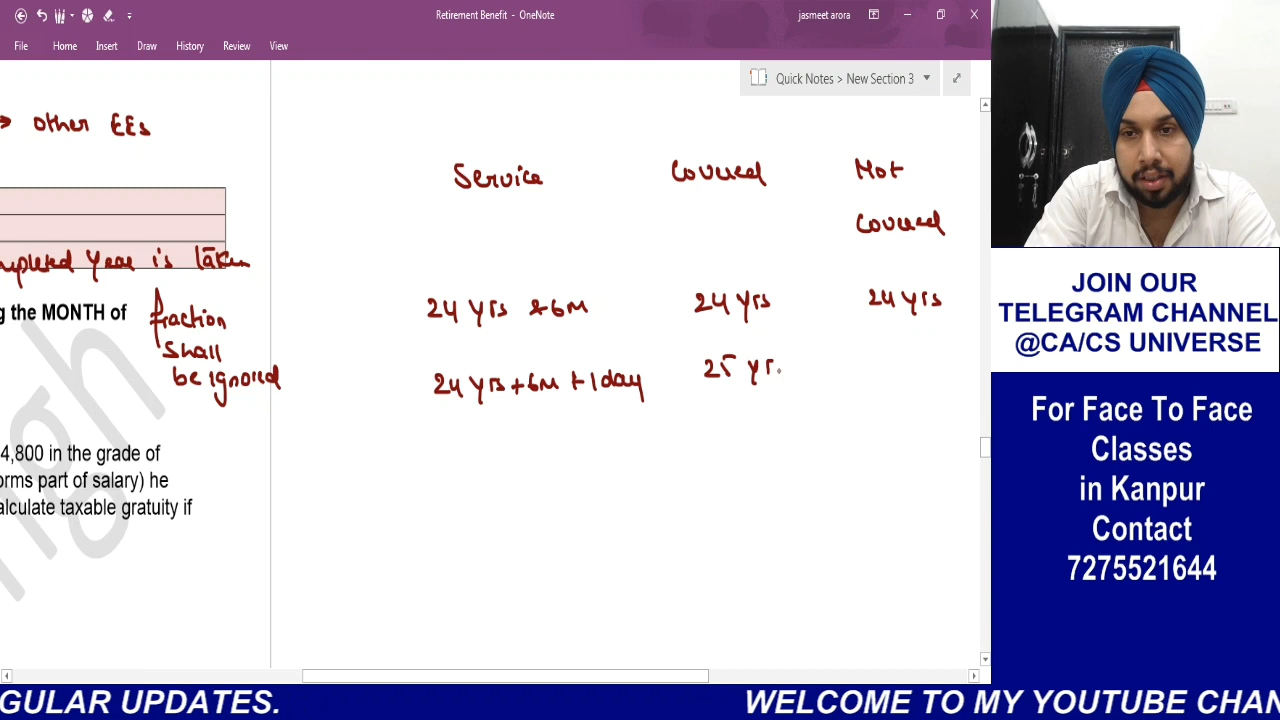 Retirement Benefit - OneNote
jasmeet arora
File Home Insert Draw History Review View
Quick Notes > New Section 3
other EEs
Service Covered Not
Covered
mpleted Year is taken
g the MONTH of
fraction
shall
be ignored
24 yrs & 6M 24 yrs 24 yrs
24 yrs + 6M + 1 day 25 yr
4,800 in the grade of
orms part of salary) he
alculate taxable gratuity if
JOIN OUR
TELEGRAM CHANNEL
@CA/CS UNIVERSE
For Face To Face
Classes
in Kanpur
Contact
7275521644
GULAR UPDATES. WELCOME TO MY YOUTUBE CHAN